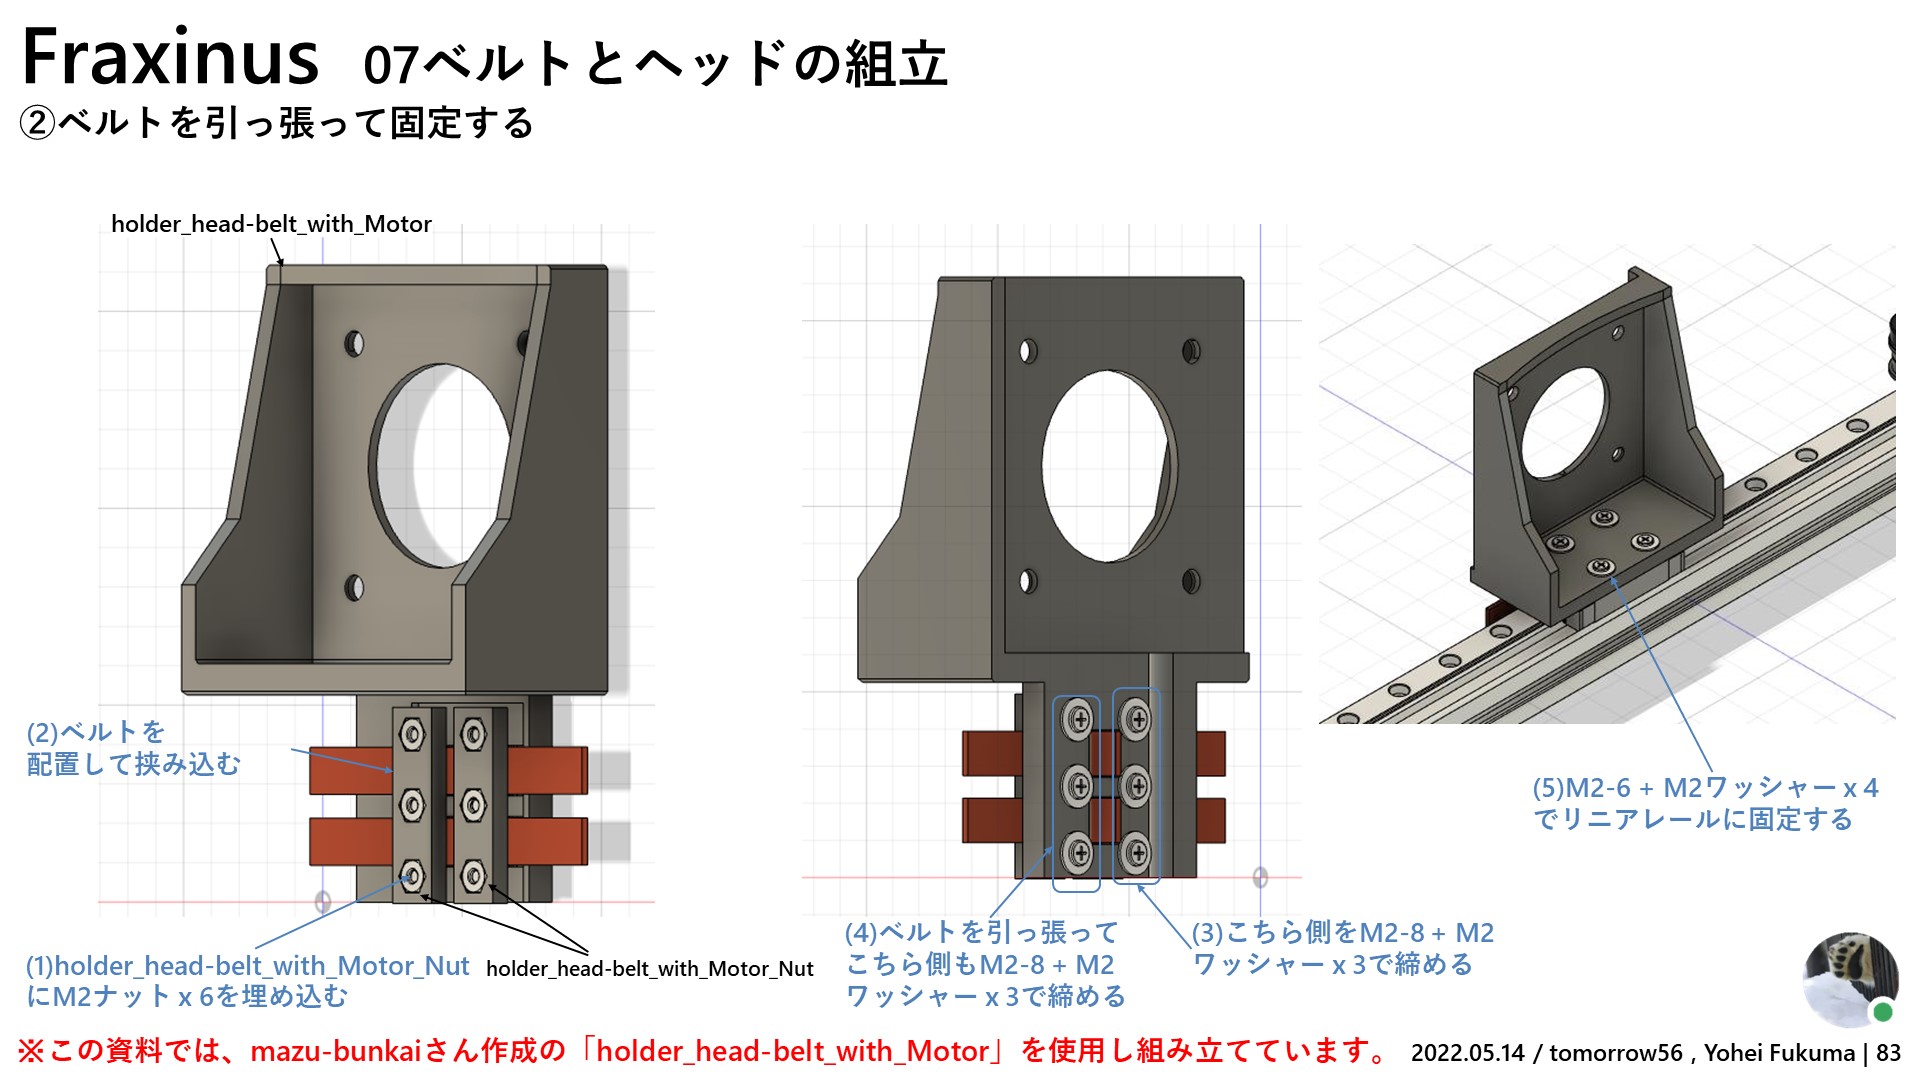 Fraxinus 07ベルトとヘッドの組立
②ベルトを引っ張って固定する
holder_head-belt_with_Motor
(2)ベルトを
配置して挟み込む
(1)holder_head-belt_with_Motor_Nut
にM2ナット x 6を埋め込む
holder_head-belt_with_Motor_Nut
(4)ベルトを引っ張って
こちら側もM2-8 + M2
ワッシャー x 3で締める
(3)こちら側をM2-8 + M2
ワッシャー x 3で締める
(5)M2-6 + M2ワッシャー x 4
でリニアレールに固定する
※この資料では、mazu-bunkaiさん作成の「holder_head-belt_with_Motor」を使用し組み立てています。
2022.05.14 / tomorrow56 , Yohei Fukuma | 83